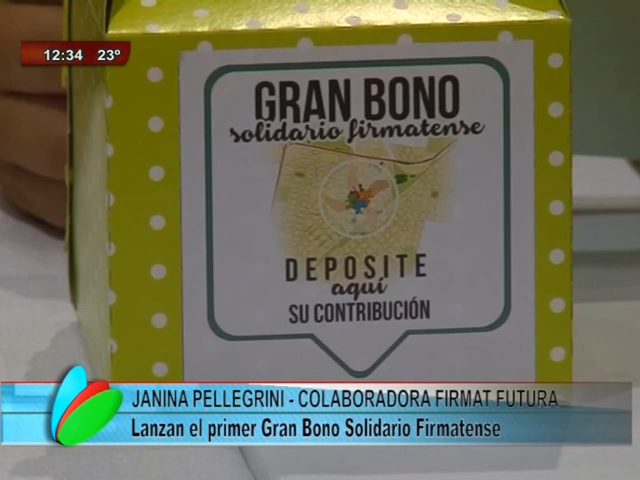 12:34 23º
GRAN BONO
solidario firmatense
DEPOSITE
aquí
SU CONTRIBUCIÓN
JANINA PELLEGRINI - COLABORADORA FIRMAT FUTURA
Lanzan el primer Gran Bono Solidario Firmatense